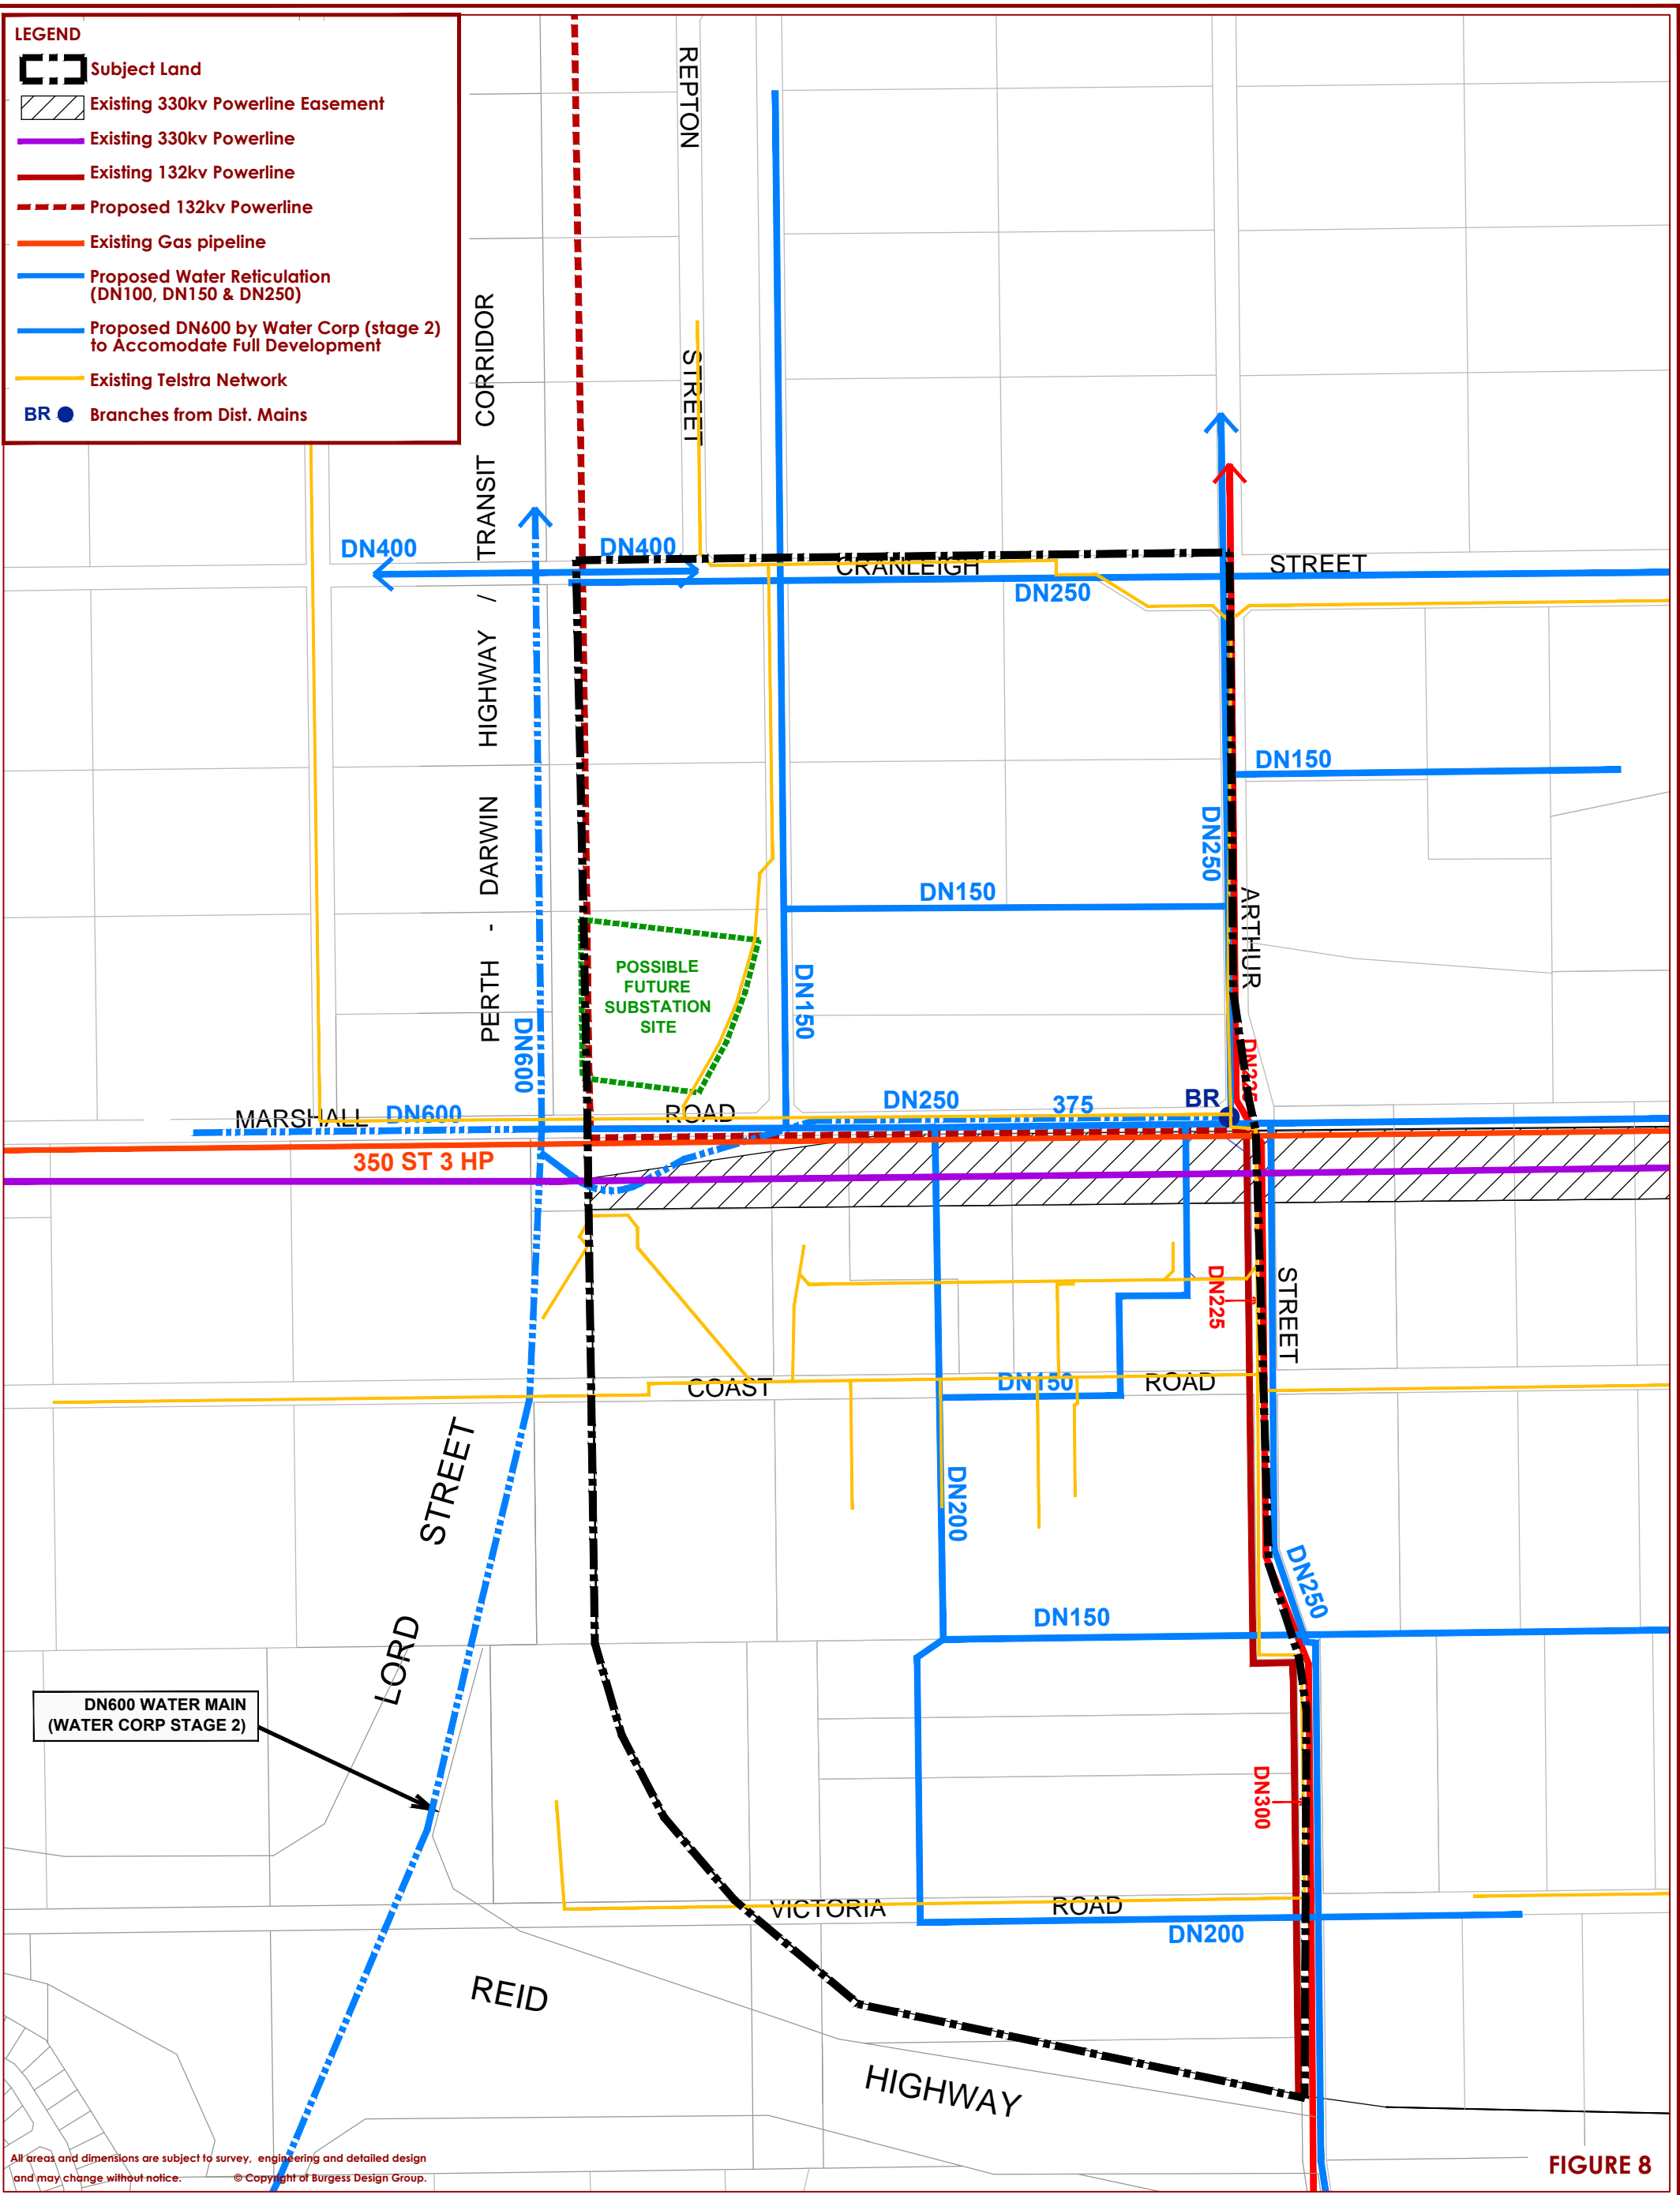 LEGEND
Subject Land
Existing 330kv Powerline Easement
Existing 330kv Powerline
Existing 132kv Powerline
Proposed 132kv Powerline
Existing Gas pipeline
Proposed Water Reticulation
(DN100, DN150 & DN250)
Proposed DN600 by Water Corp (stage 2)
to Accomodate Full Development
Existing Telstra Network
BR
Branches from Dist. Mains
REPTON
STREET
PERTH - DARWIN HIGHWAY / TRANSIT CORRIDOR
DN400
DN400
CRANLEIGH
STREET
DN250
DN150
DN250
DN150
ARTHUR
POSSIBLE
FUTURE
SUBSTATION
SITE
DN150
DN600
DN225
MARSHALL
DN600
ROAD
DN250
375
BR
350 ST 3 HP
DN225
STREET
COAST
DN150
ROAD
LORD STREET
DN200
DN250
DN150
DN600 WATER MAIN
(WATER CORP STAGE 2)
DN300
VICTORIA
ROAD
DN200
REID
HIGHWAY
All areas and dimensions are subject to survey, engineering and detailed design
and may change without notice. © Copyright of Burgess Design Group.
FIGURE 8